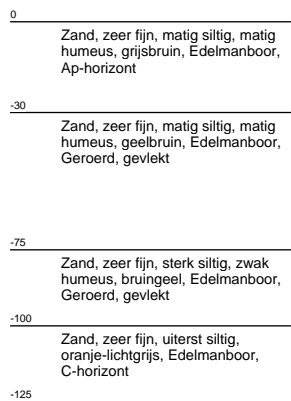 0
Zand, zeer fijn, matig siltig, matig
humeus, grijsbruin, Edelmanboor,
Ap-horizont
-30
Zand, zeer fijn, matig siltig, matig
humeus, geelbruin, Edelmanboor,
Geroerd, gevlekt
-75
Zand, zeer fijn, sterk siltig, zwak
humeus, bruingeel, Edelmanboor,
Geroerd, gevlekt
-100
Zand, zeer fijn, uiterst siltig,
oranje-lichtgrijs, Edelmanboor,
C-horizont
-125